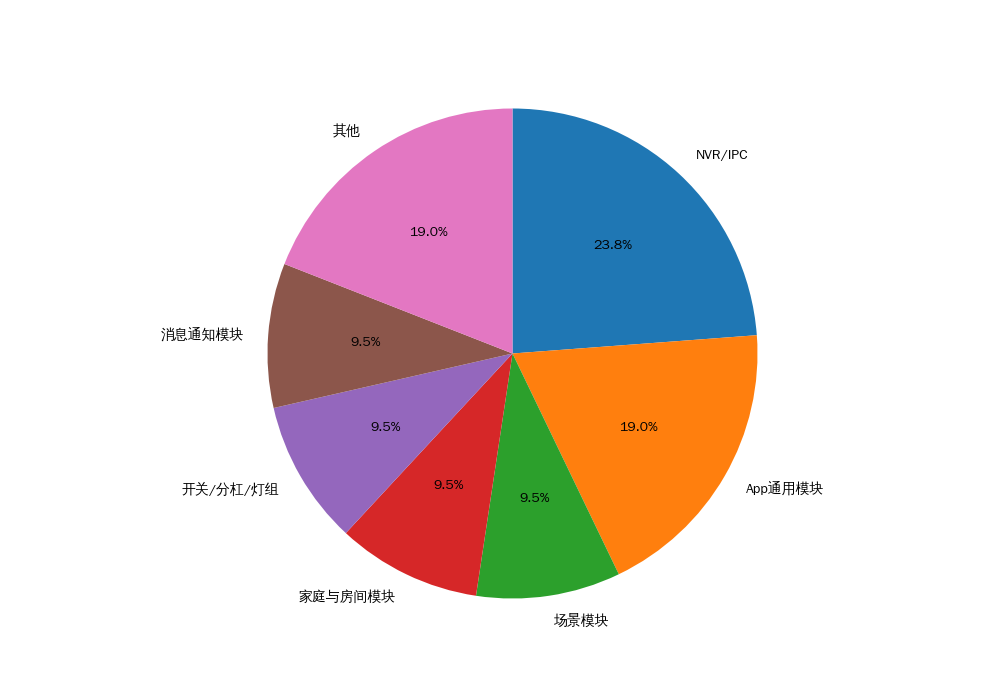 其他
NVR/IPC
19.0%
23.8%
消息通知模块
9.5%
9.5%
19.0%
开关/分杠/灯组
9.5%
9.5%
App通用模块
家庭与房间模块
场景模块